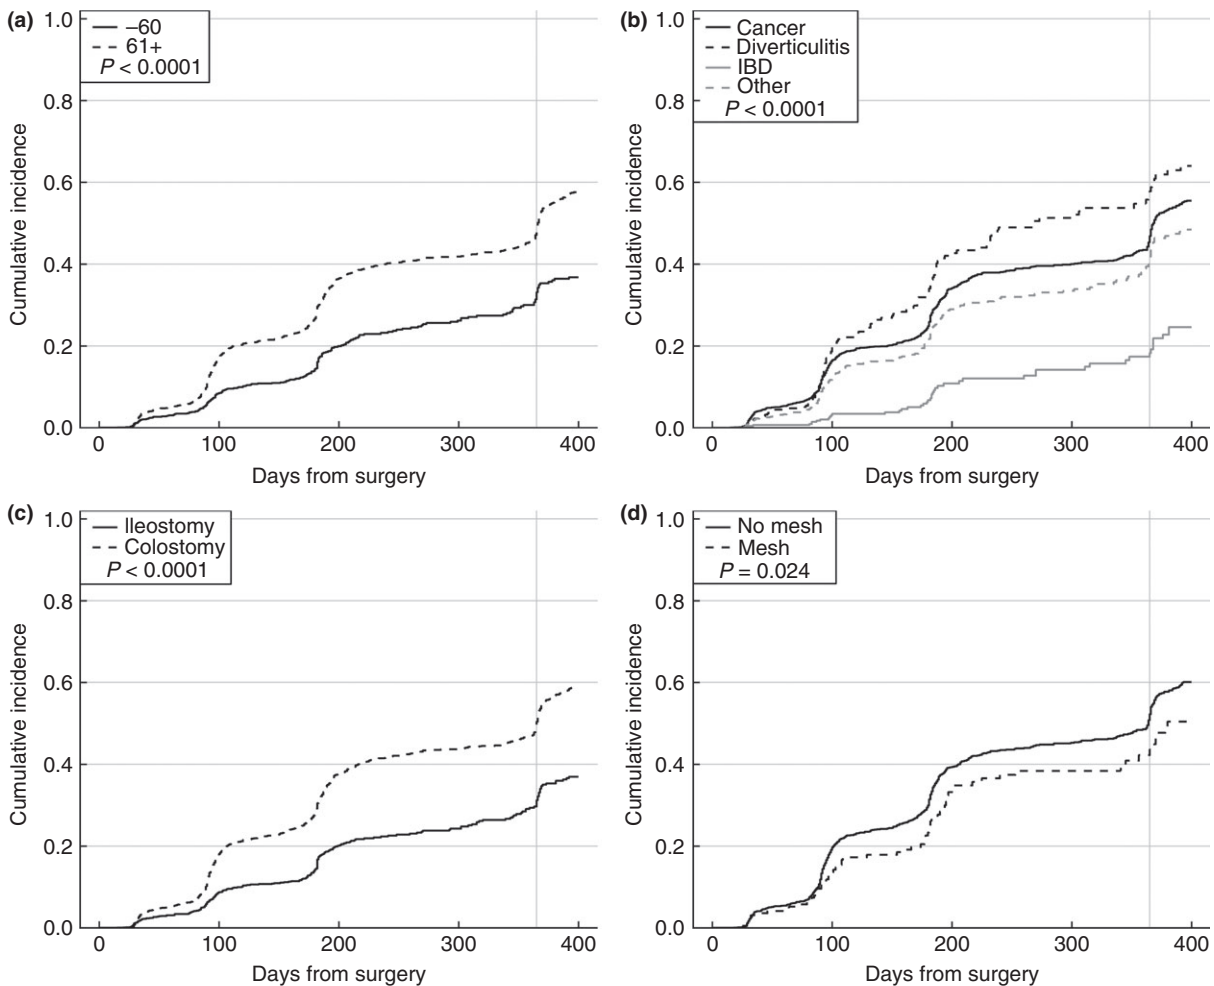 (a)
–60
61+
P < 0.0001
1.0
0.8
0.6
0.4
0.2
0.0
Cumulative incidence
0 100 200 300 400
Days from surgery
(b)
Cancer
Diverticulitis
IBD
Other
P < 0.0001
1.0
0.8
0.6
0.4
0.2
0.0
Cumulative incidence
0 100 200 300 400
Days from surgery
(c)
Ileostomy
Colostomy
P < 0.0001
1.0
0.8
0.6
0.4
0.2
0.0
Cumulative incidence
0 100 200 300 400
Days from surgery
(d)
No mesh
Mesh
P = 0.024
1.0
0.8
0.6
0.4
0.2
0.0
Cumulative incidence
0 100 200 300 400
Days from surgery